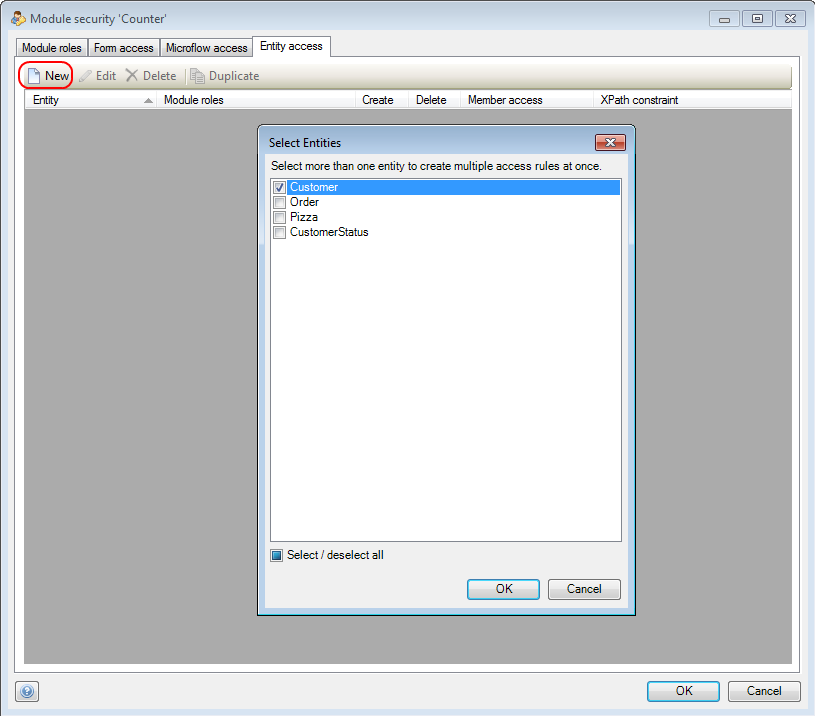 Module security 'Counter'
Module roles Form access Microflow access Entity access
New Edit Delete Duplicate
Entity Module roles Create Delete Member access XPath constraint
Select Entities
Select more than one entity to create multiple access rules at once.
Customer
Order
Pizza
CustomerStatus
Select / deselect all
OK Cancel
OK Cancel